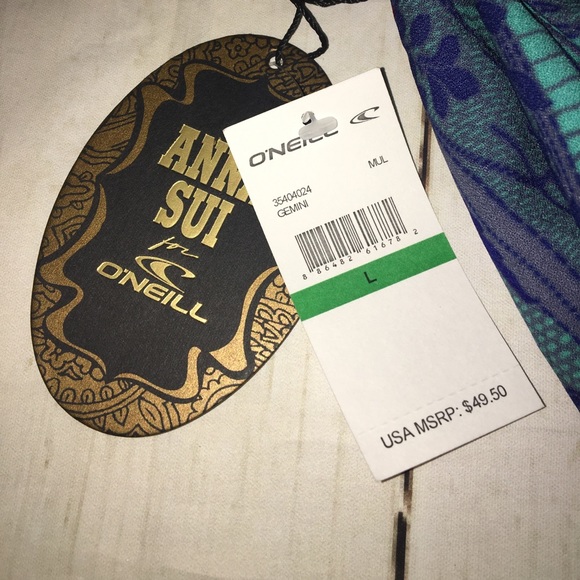 ANNA
SUI
for
O'NEILL
O'NEILL
MUL
35404024
GEMINI
8 86482 61678 2
L
USA MSRP: $49.50